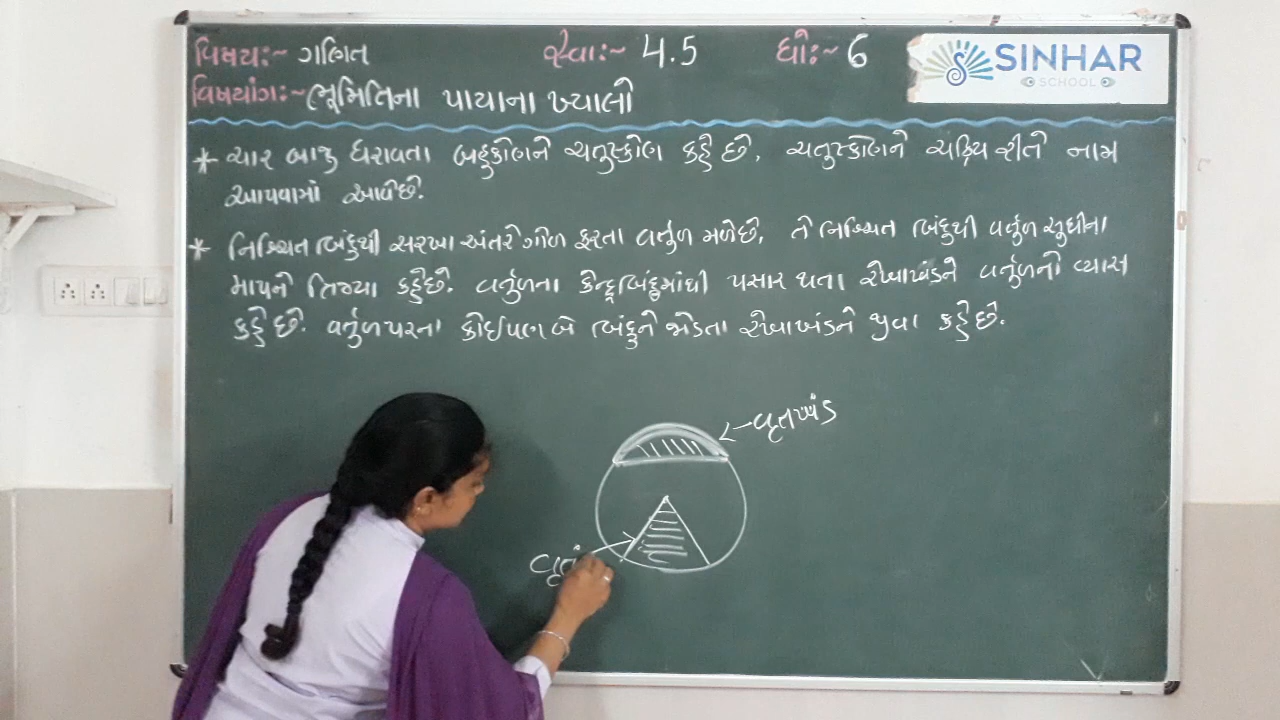 વિષય:~ ગણિત સ્વા:~ 4.5 ધો:~ 6
SINHAR
SCHOOL
વિષયાંગ:~ ભૂમિતિના પાયાના ખ્યાલો
* ચાર બાજુ ધરાવતા બહુકોણને ચતુષ્કોણ કહે છે. ચતુષ્કોણને ચક્રિય રીતે નામ
આપવામાં આવેછે.
* નિશ્ચિત બિંદુથી સરખા અંતરે ગોળ ફરતા વર્તુળ મળેછે. તે નિશ્ચિત બિંદુથી વર્તુળ સુધીના
માપને ત્રિજ્યા કહેછે. વર્તુળના કેન્દ્રબિંદુમાંથી પસાર થતા રેખાખંડને વર્તુળનો વ્યાસ
કહે છે. વર્તુળ પરના કોઈપણ બે બિંદુને જોડતા રેખાખંડને જીવા કહે છે.
વૃતખંડ
વૃતાં